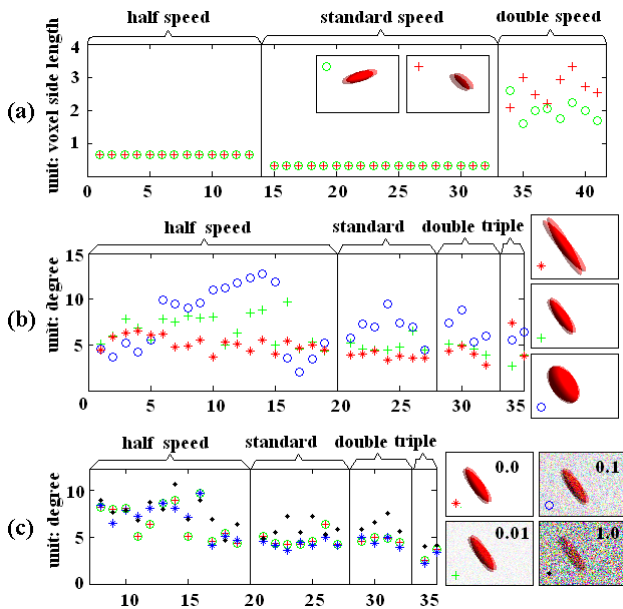 half speed standard speed double speed
(a)
unit: voxel side length
4
3
2
1
0 5 10 15 20 25 30 35 40
half speed standard double triple
(b)
unit: degree
15
10
5
0
0 5 10 15 20 25 30 35
half speed standard double triple
(c)
unit: degree
10
5
0
10 15 20 25 30 35
0.0 0.1
0.01 1.0